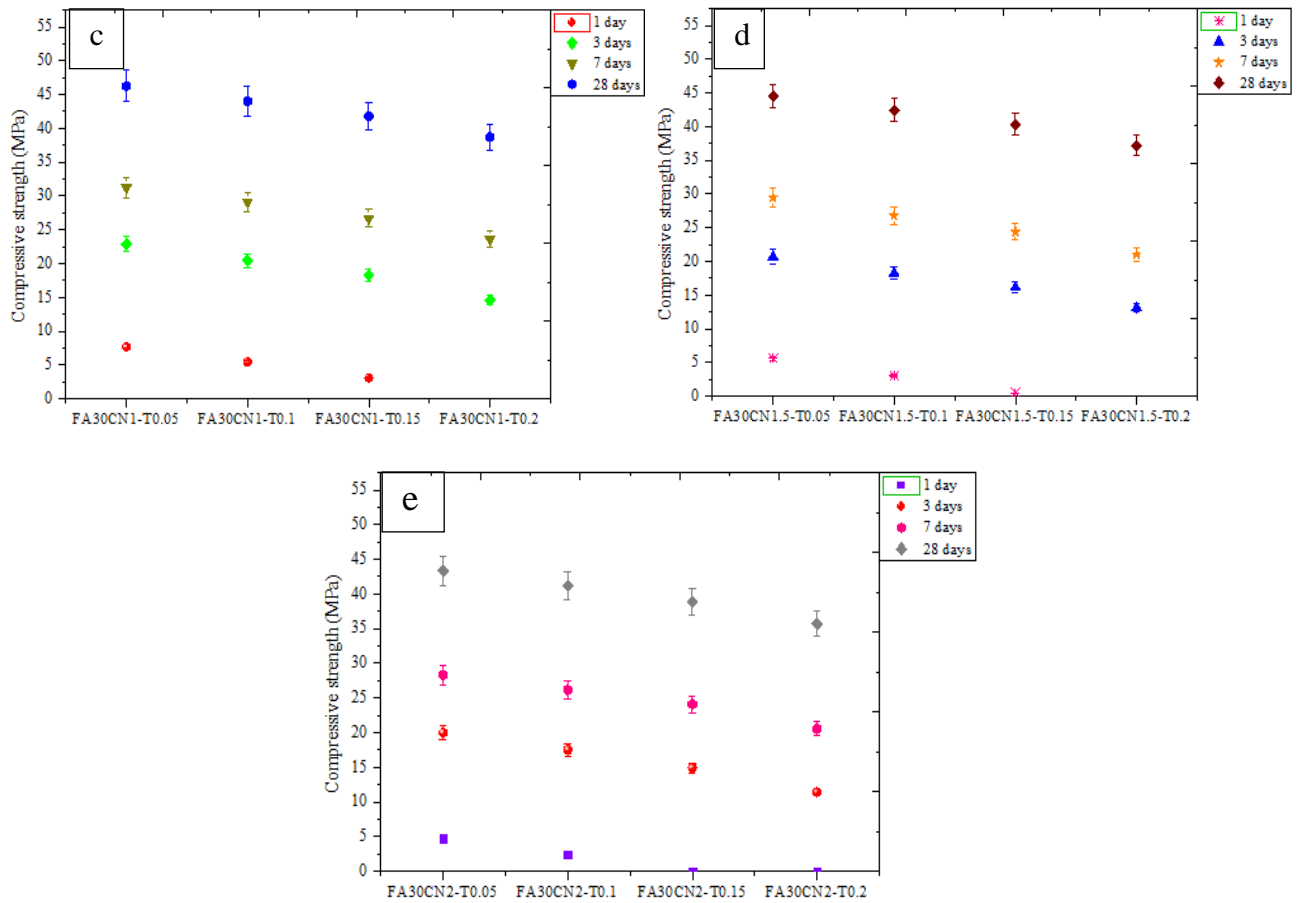 c
1 day
3 days
7 days
28 days
Compressive strength (MPa)
55
50
45
40
35
30
25
20
15
10
5
0
FA30CN1-T0.05 FA30CN1-T0.1 FA30CN1-T0.15 FA30CN1-T0.2
d
1 day
3 days
7 days
28 days
Compressive strength (MPa)
55
50
45
40
35
30
25
20
15
10
5
0
FA30CN1.5-T0.05 FA30CN1.5-T0.1 FA30CN1.5-T0.15 FA30CN1.5-T0.2
e
1 day
3 days
7 days
28 days
Compressive strength (MPa)
55
50
45
40
35
30
25
20
15
10
5
0
FA30CN2-T0.05 FA30CN2-T0.1 FA30CN2-T0.15 FA30CN2-T0.2